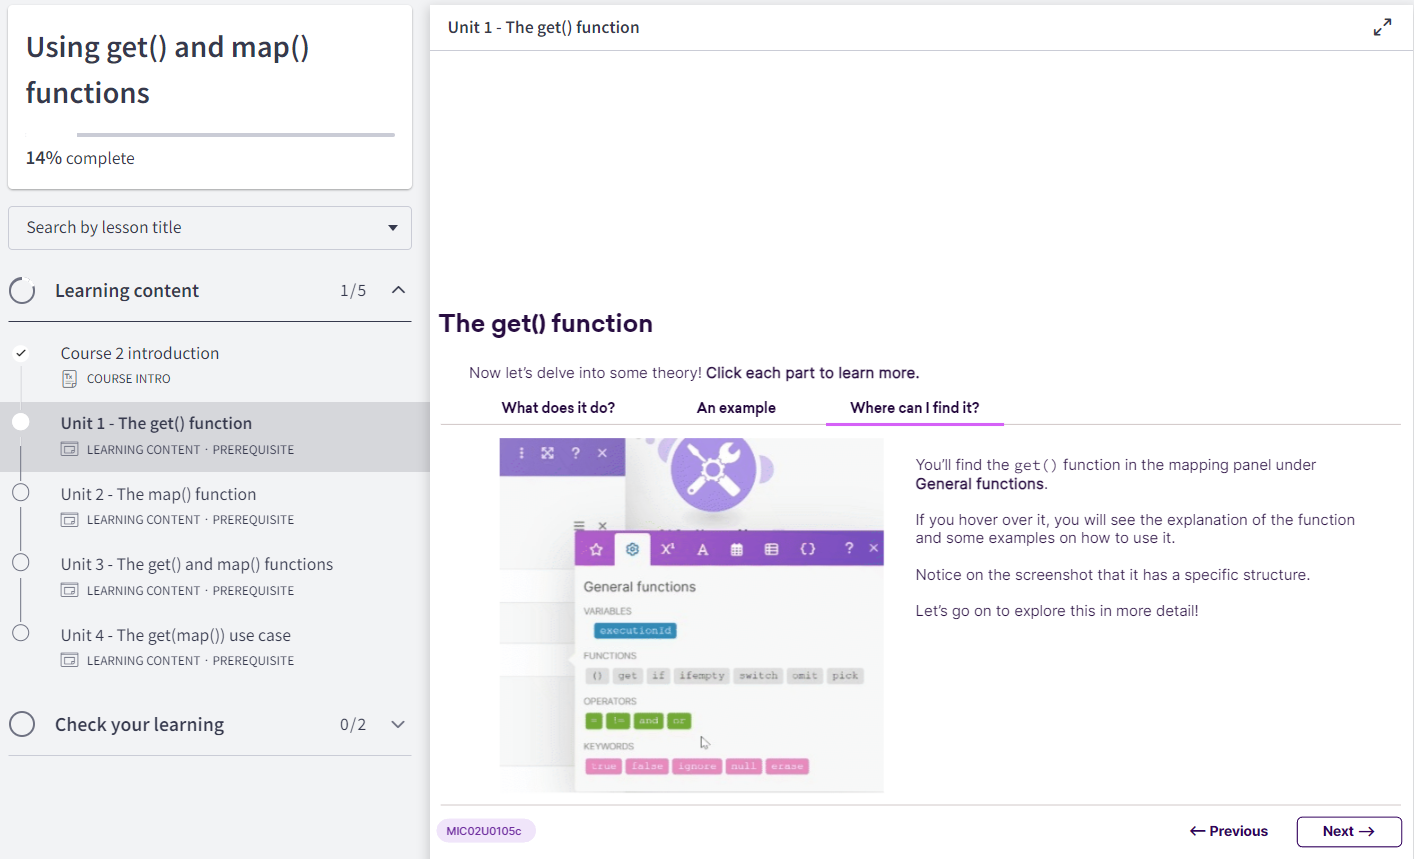 Using get() and map()
functions
14% complete
Search by lesson title
Learning content 1/5
Course 2 introduction
COURSE INTRO
Unit 1 - The get() function
LEARNING CONTENT · PREREQUISITE
Unit 2 - The map() function
LEARNING CONTENT · PREREQUISITE
Unit 3 - The get() and map() functions
LEARNING CONTENT · PREREQUISITE
Unit 4 - The get(map()) use case
LEARNING CONTENT · PREREQUISITE
Check your learning 0/2
Unit 1 - The get() function
The get() function
Now let's delve into some theory! Click each part to learn more.
What does it do? An example Where can I find it?
General functions
VARIABLES
executionId
FUNCTIONS
() get if ifempty switch omit pick
OPERATORS
= != and or
KEYWORDS
true false ignore null erase
You'll find the get() function in the mapping panel under
General functions.
If you hover over it, you will see the explanation of the function
and some examples on how to use it.
Notice on the screenshot that it has a specific structure.
Let's go on to explore this in more detail!
MIC02U0105c
← Previous Next →